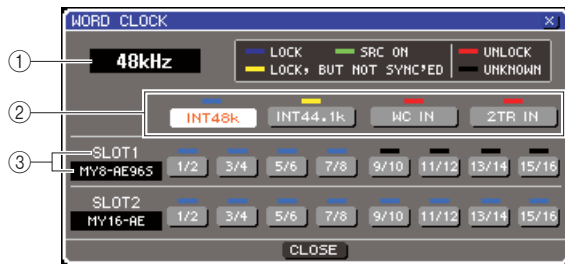 WORD CLOCK X
① 48kHz LOCK SRC ON UNLOCK
LOCK, BUT NOT SYNC'ED UNKNOWN
② INT48k INT44.1k WC IN 2TR IN
③ SLOT1
MY8-AE96S 1/2 3/4 5/6 7/8 9/10 11/12 13/14 15/16
SLOT2
MY16-AE 1/2 3/4 5/6 7/8 9/10 11/12 13/14 15/16
CLOSE